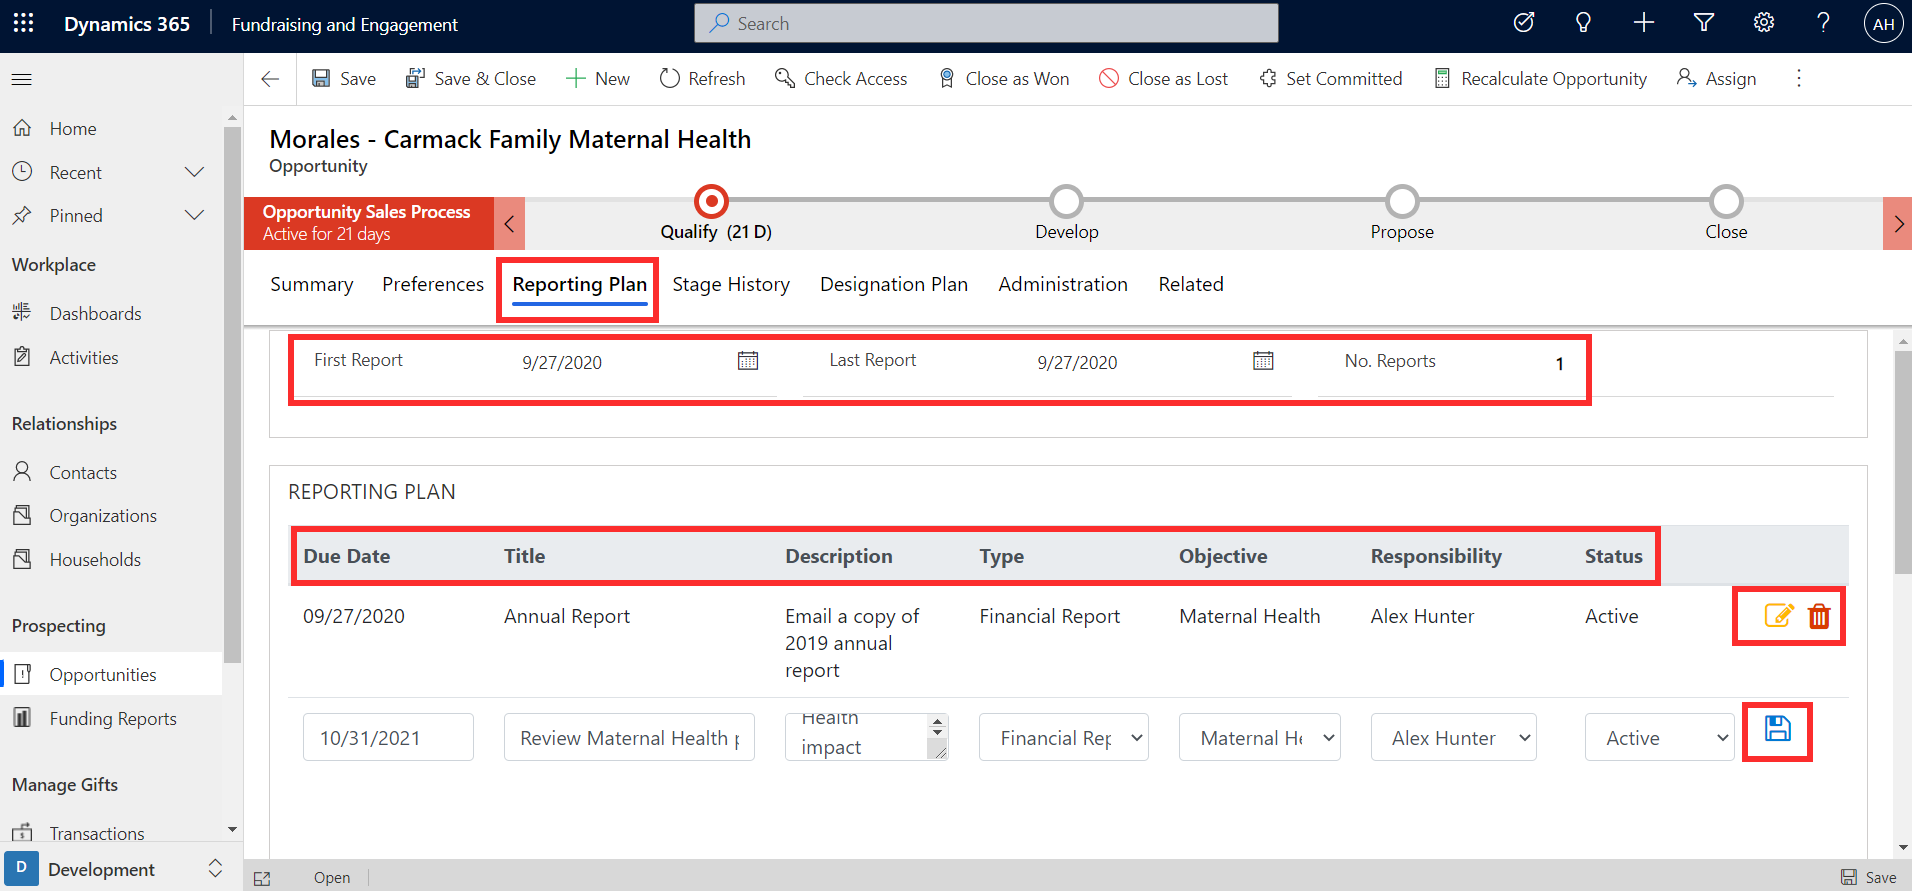 Dynamics 365
Fundraising and Engagement
Search
AH
Save
Save & Close
New
Refresh
Check Access
Close as Won
Close as Lost
Set Committed
Recalculate Opportunity
Assign
Home
Recent
Pinned
Workplace
Dashboards
Activities
Relationships
Contacts
Organizations
Households
Prospecting
Opportunities
Funding Reports
Manage Gifts
Transactions
D
Development
Morales - Carmack Family Maternal Health
Opportunity
Opportunity Sales Process
Active for 21 days
Qualify (21 D)
Develop
Propose
Close
Summary
Preferences
Reporting Plan
Stage History
Designation Plan
Administration
Related
First Report
9/27/2020
Last Report
9/27/2020
No. Reports
1
REPORTING PLAN
Due Date
Title
Description
Type
Objective
Responsibility
Status
09/27/2020
Annual Report
Email a copy of
2019 annual
report
Financial Report
Maternal Health
Alex Hunter
Active
10/31/2021
Review Maternal Health
Health
impact
Financial Rep
Maternal He
Alex Hunter
Active
Open
Save